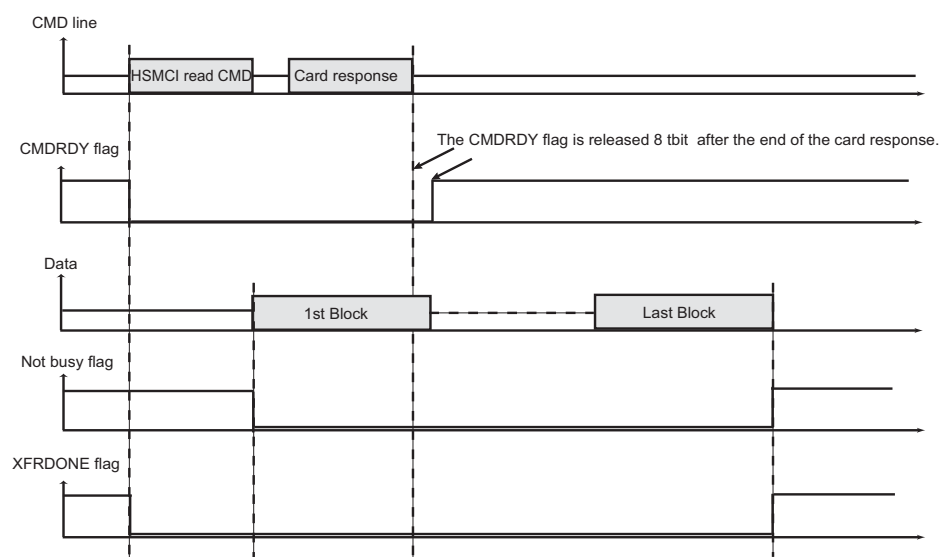 CMD line
HSMCI read CMD
Card response
The CMDRDY flag is released 8 tbit after the end of the card response.
CMDRDY flag
Data
1st Block
Last Block
Not busy flag
XFRDONE flag